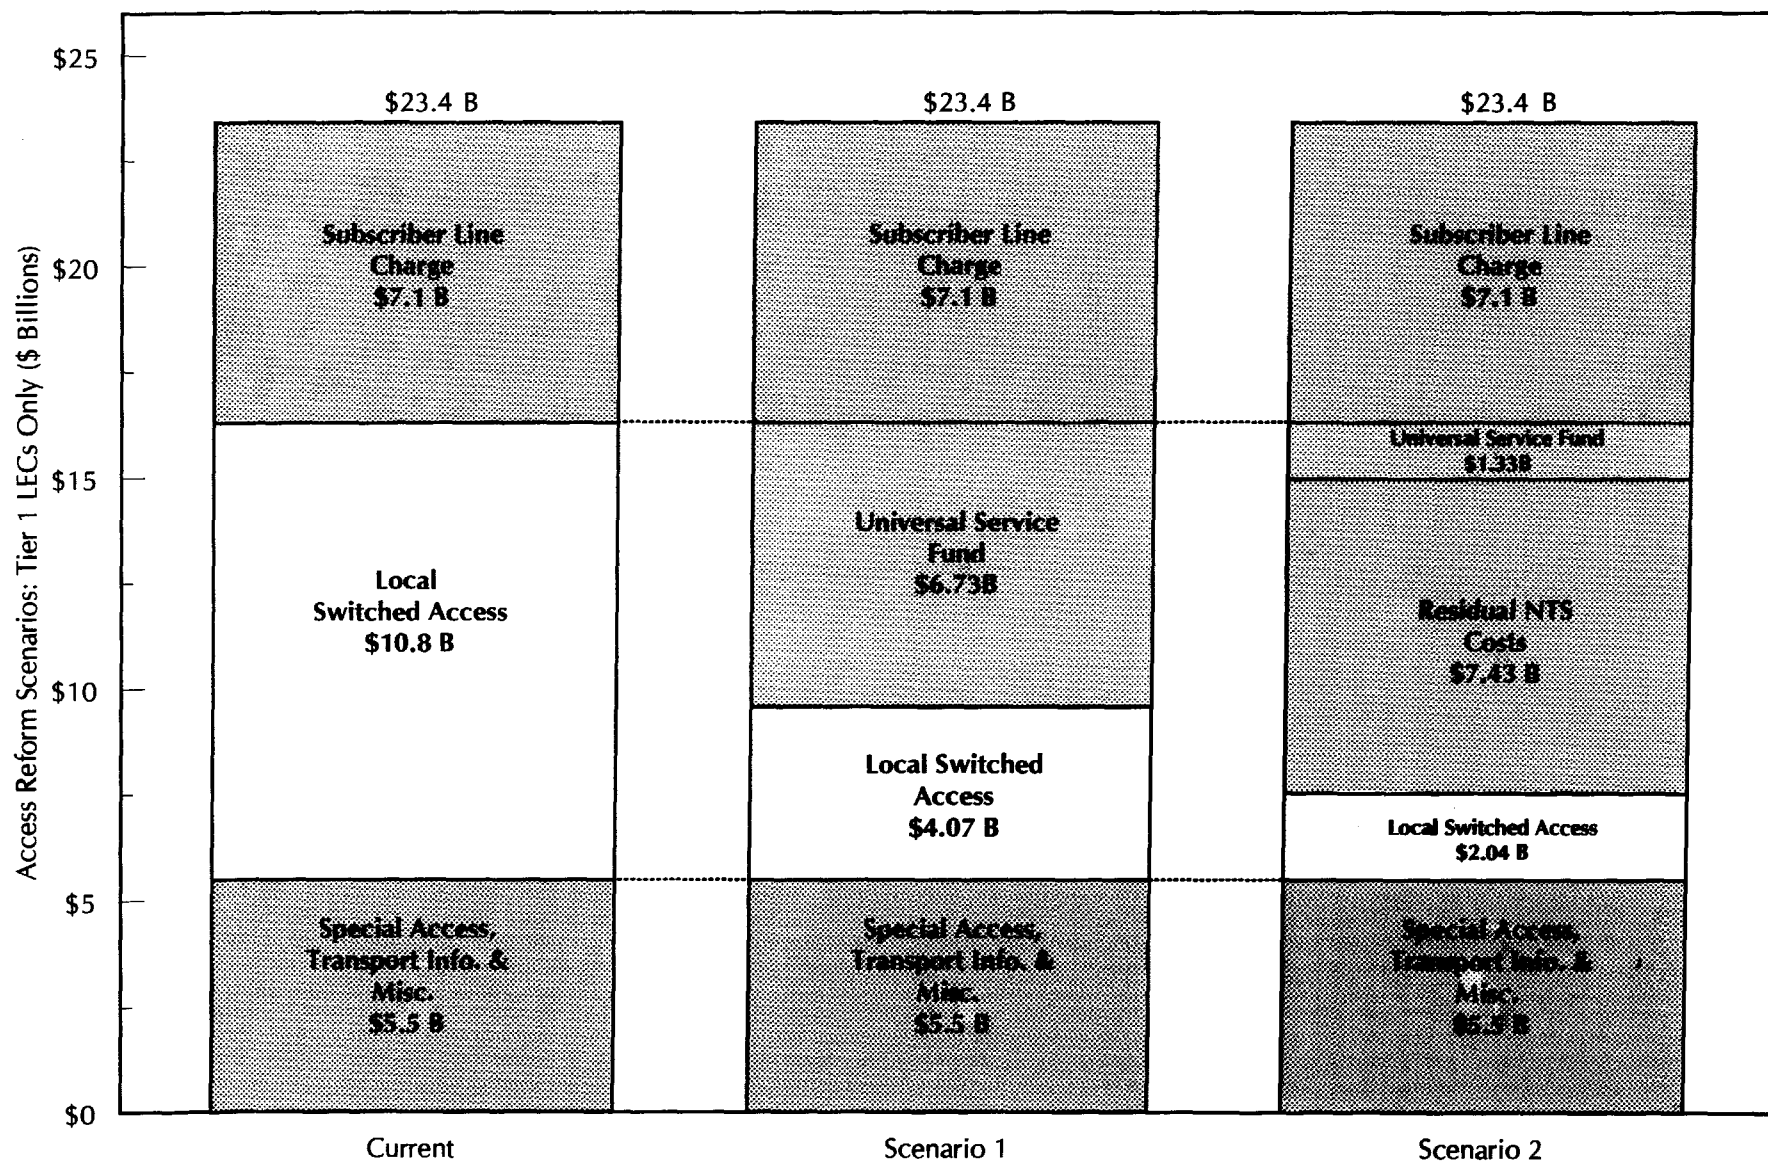 Access Reform Scenarios: Tier 1 LECs Only ($ Billions)
$25
$20
$15
$10
$5
$0
$23.4 B
Subscriber Line
Charge
$7.1 B
Local
Switched Access
$10.8 B
Special Access,
Transport Info. &
Misc.
$5.5 B
Current
$23.4 B
Subscriber Line
Charge
$7.1 B
Universal Service
Fund
$6.73B
Local Switched
Access
$4.07 B
Special Access,
Transport Info. &
Misc.
$5.5 B
Scenario 1
$23.4 B
Subscriber Line
Charge
$7.1 B
Universal Service Fund
$1.33B
Residual NTS
Costs
$7.43 B
Local Switched Access
$2.04 B
Special Access,
Transport Info. &
Misc.
$5.5 B
Scenario 2